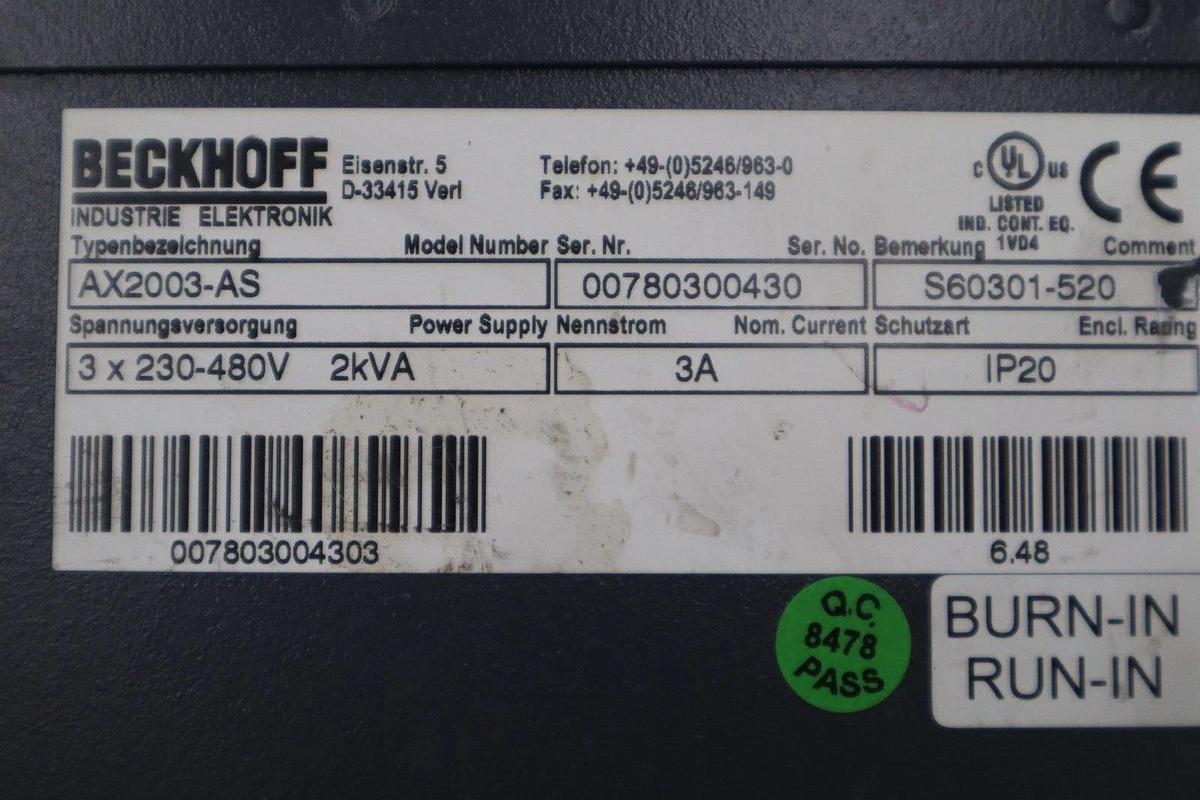 BECKHOFF Eisenstr. 5 Telefon: +49-(0)5246/963-0
D-33415 Verl Fax: +49-(0)5246/963-149
INDUSTRIE ELEKTRONIK
C UL US
LISTED
IND. CONT. EQ.
1VD4
CE
Typenbezeichnung Model Number Ser. Nr. Ser. No. Bemerkung Comment
AX2003-AS 00780300430 S60301-520
Spannungsversorgung Power Supply Nennstrom Nom. Current Schutzart Encl. Rating
3 x 230-480V 2kVA 3A IP20
007803004303 6.48
Q.C.
8478
PASS
BURN-IN
RUN-IN